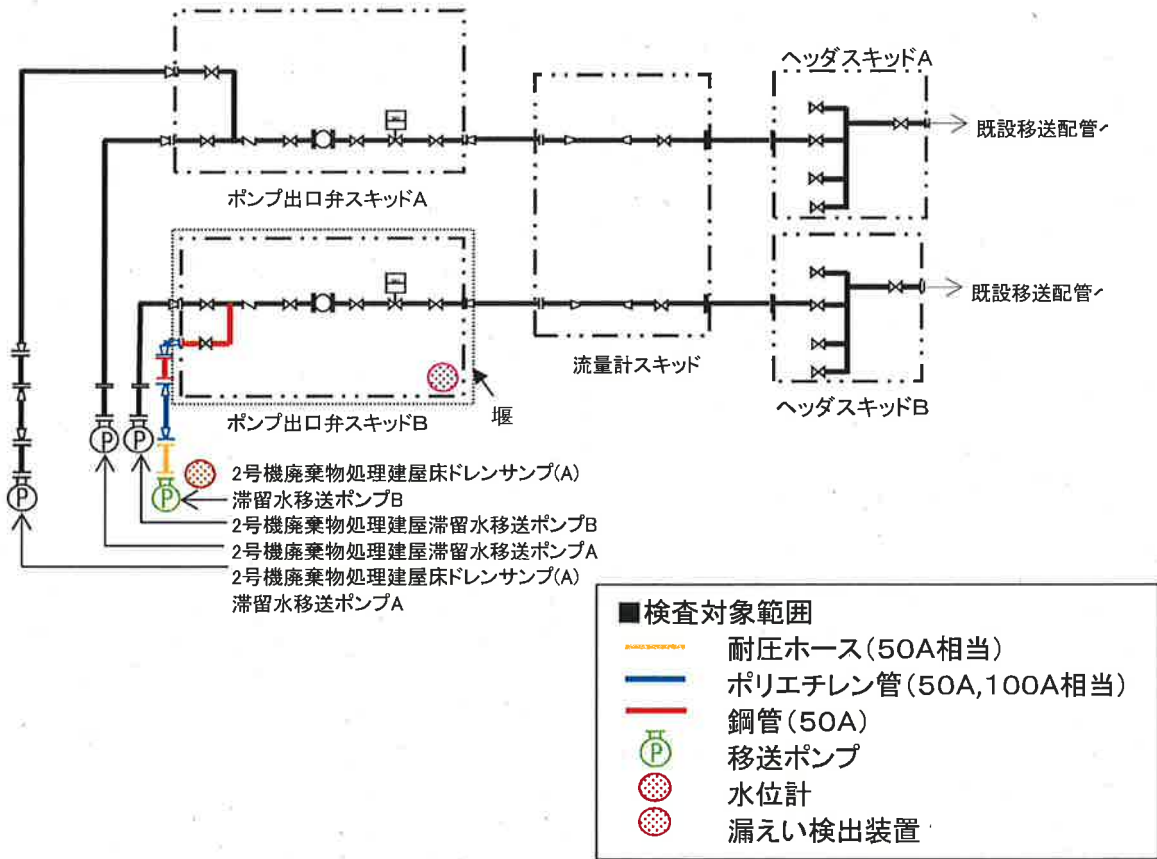 ヘッダスキッドA
既設移送配管へ
ポンプ出口弁スキッドA
既設移送配管へ
流量計スキッド
ヘッダスキッドB
堰
ポンプ出口弁スキッドB
2号機廃棄物処理建屋床ドレンサンプ(A)
滞留水移送ポンプB
2号機廃棄物処理建屋滞留水移送ポンプB
2号機廃棄物処理建屋滞留水移送ポンプA
2号機廃棄物処理建屋床ドレンサンプ(A)
滞留水移送ポンプA
P
P
P
P
■検査対象範囲
耐圧ホース(50A相当)
ポリエチレン管(50A,100A相当)
鋼管(50A)
P
移送ポンプ
水位計
漏えい検出装置